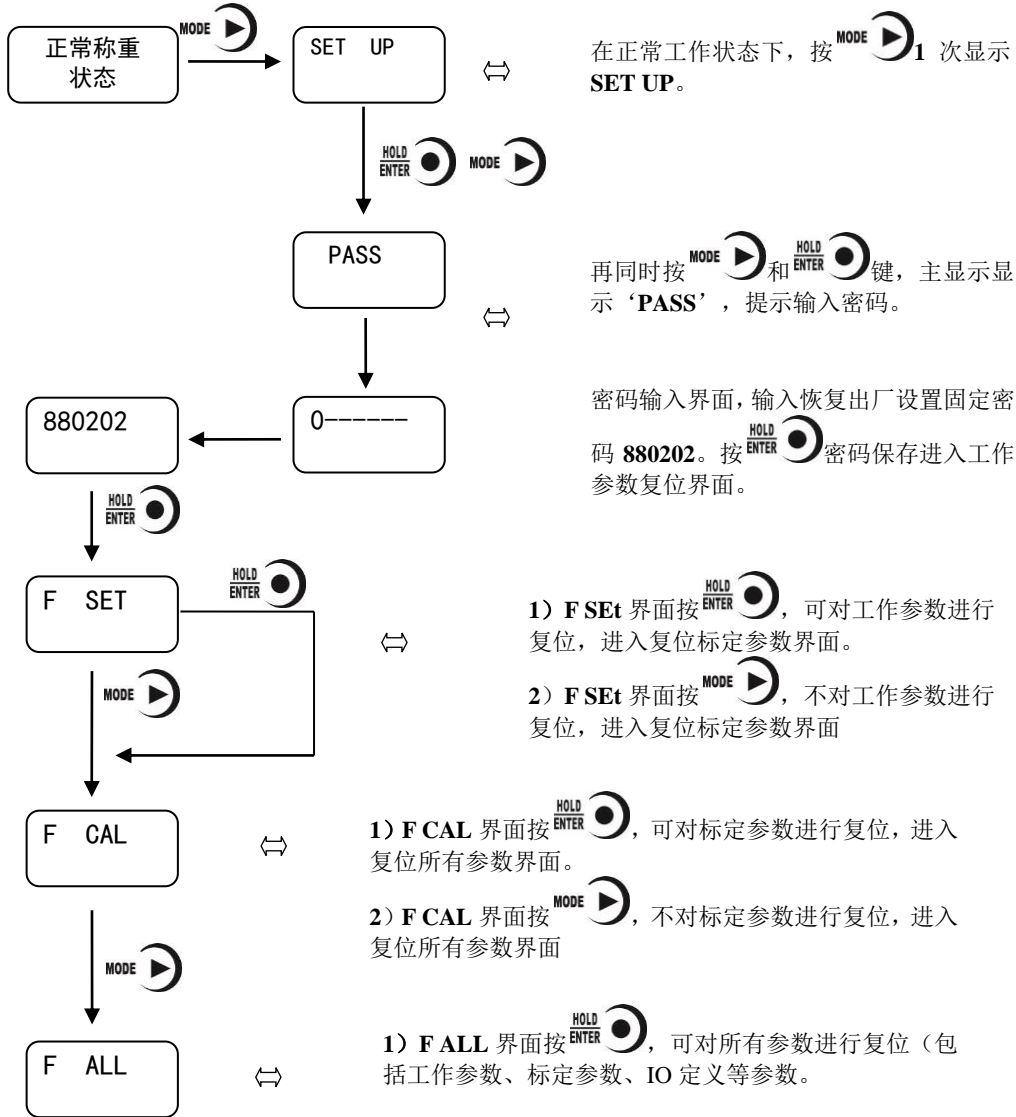 MODE
正常称重
状态
SET UP
在正常工作状态下，按 MODE 1 次显示
SET UP。
HOLD
ENTER
MODE
PASS
再同时按 MODE 和 HOLD ENTER 键，主显示显
示‘PASS’，提示输入密码。
880202
0------
密码输入界面，输入恢复出厂设置固定密
码 880202。按 HOLD ENTER 密码保存进入工作
参数复位界面。
HOLD
ENTER
F SET
HOLD
ENTER
1）F SEt 界面按 HOLD ENTER，可对工作参数进行
复位，进入复位标定参数界面。
MODE
2）F SEt 界面按 MODE，不对工作参数进行
复位，进入复位标定参数界面
F CAL
1）F CAL 界面按 HOLD ENTER，可对标定参数进行复位，进入
复位所有参数界面。
2）F CAL 界面按 MODE，不对标定参数进行复位，进入
复位所有参数界面
MODE
F ALL
1）F ALL 界面按 HOLD ENTER，可对所有参数进行复位（包
括工作参数、标定参数、IO 定义等参数。